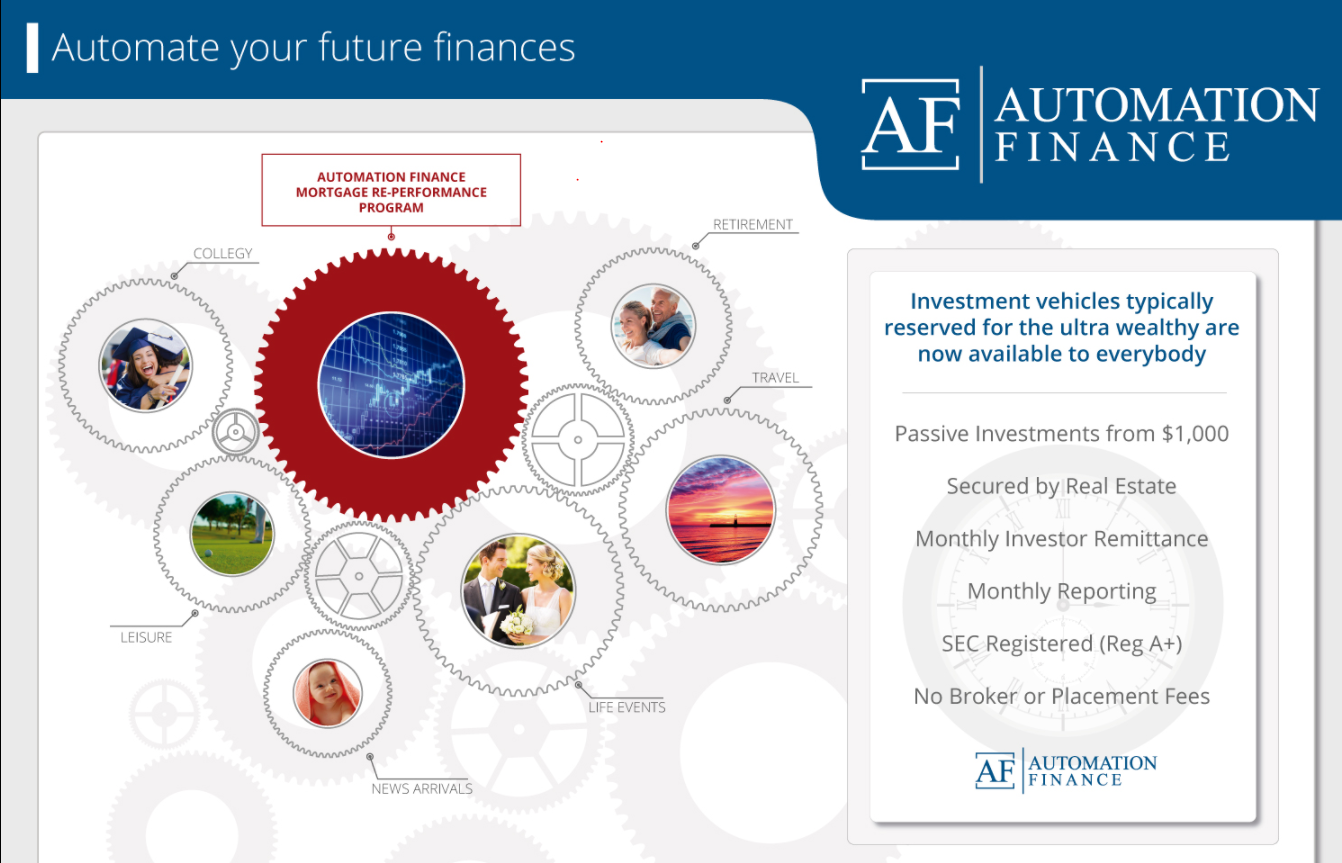 Automate your future finances
AF
AUTOMATION
FINANCE
AUTOMATION FINANCE
MORTGAGE RE-PERFORMANCE
PROGRAM
COLLEGY
RETIREMENT
TRAVEL
LEISURE
LIFE EVENTS
NEWS ARRIVALS
Investment vehicles typically
reserved for the ultra wealthy are
now available to everybody
Passive Investments from $1,000
Secured by Real Estate
Monthly Investor Remittance
Monthly Reporting
SEC Registered (Reg A+)
No Broker or Placement Fees
AF
AUTOMATION
FINANCE